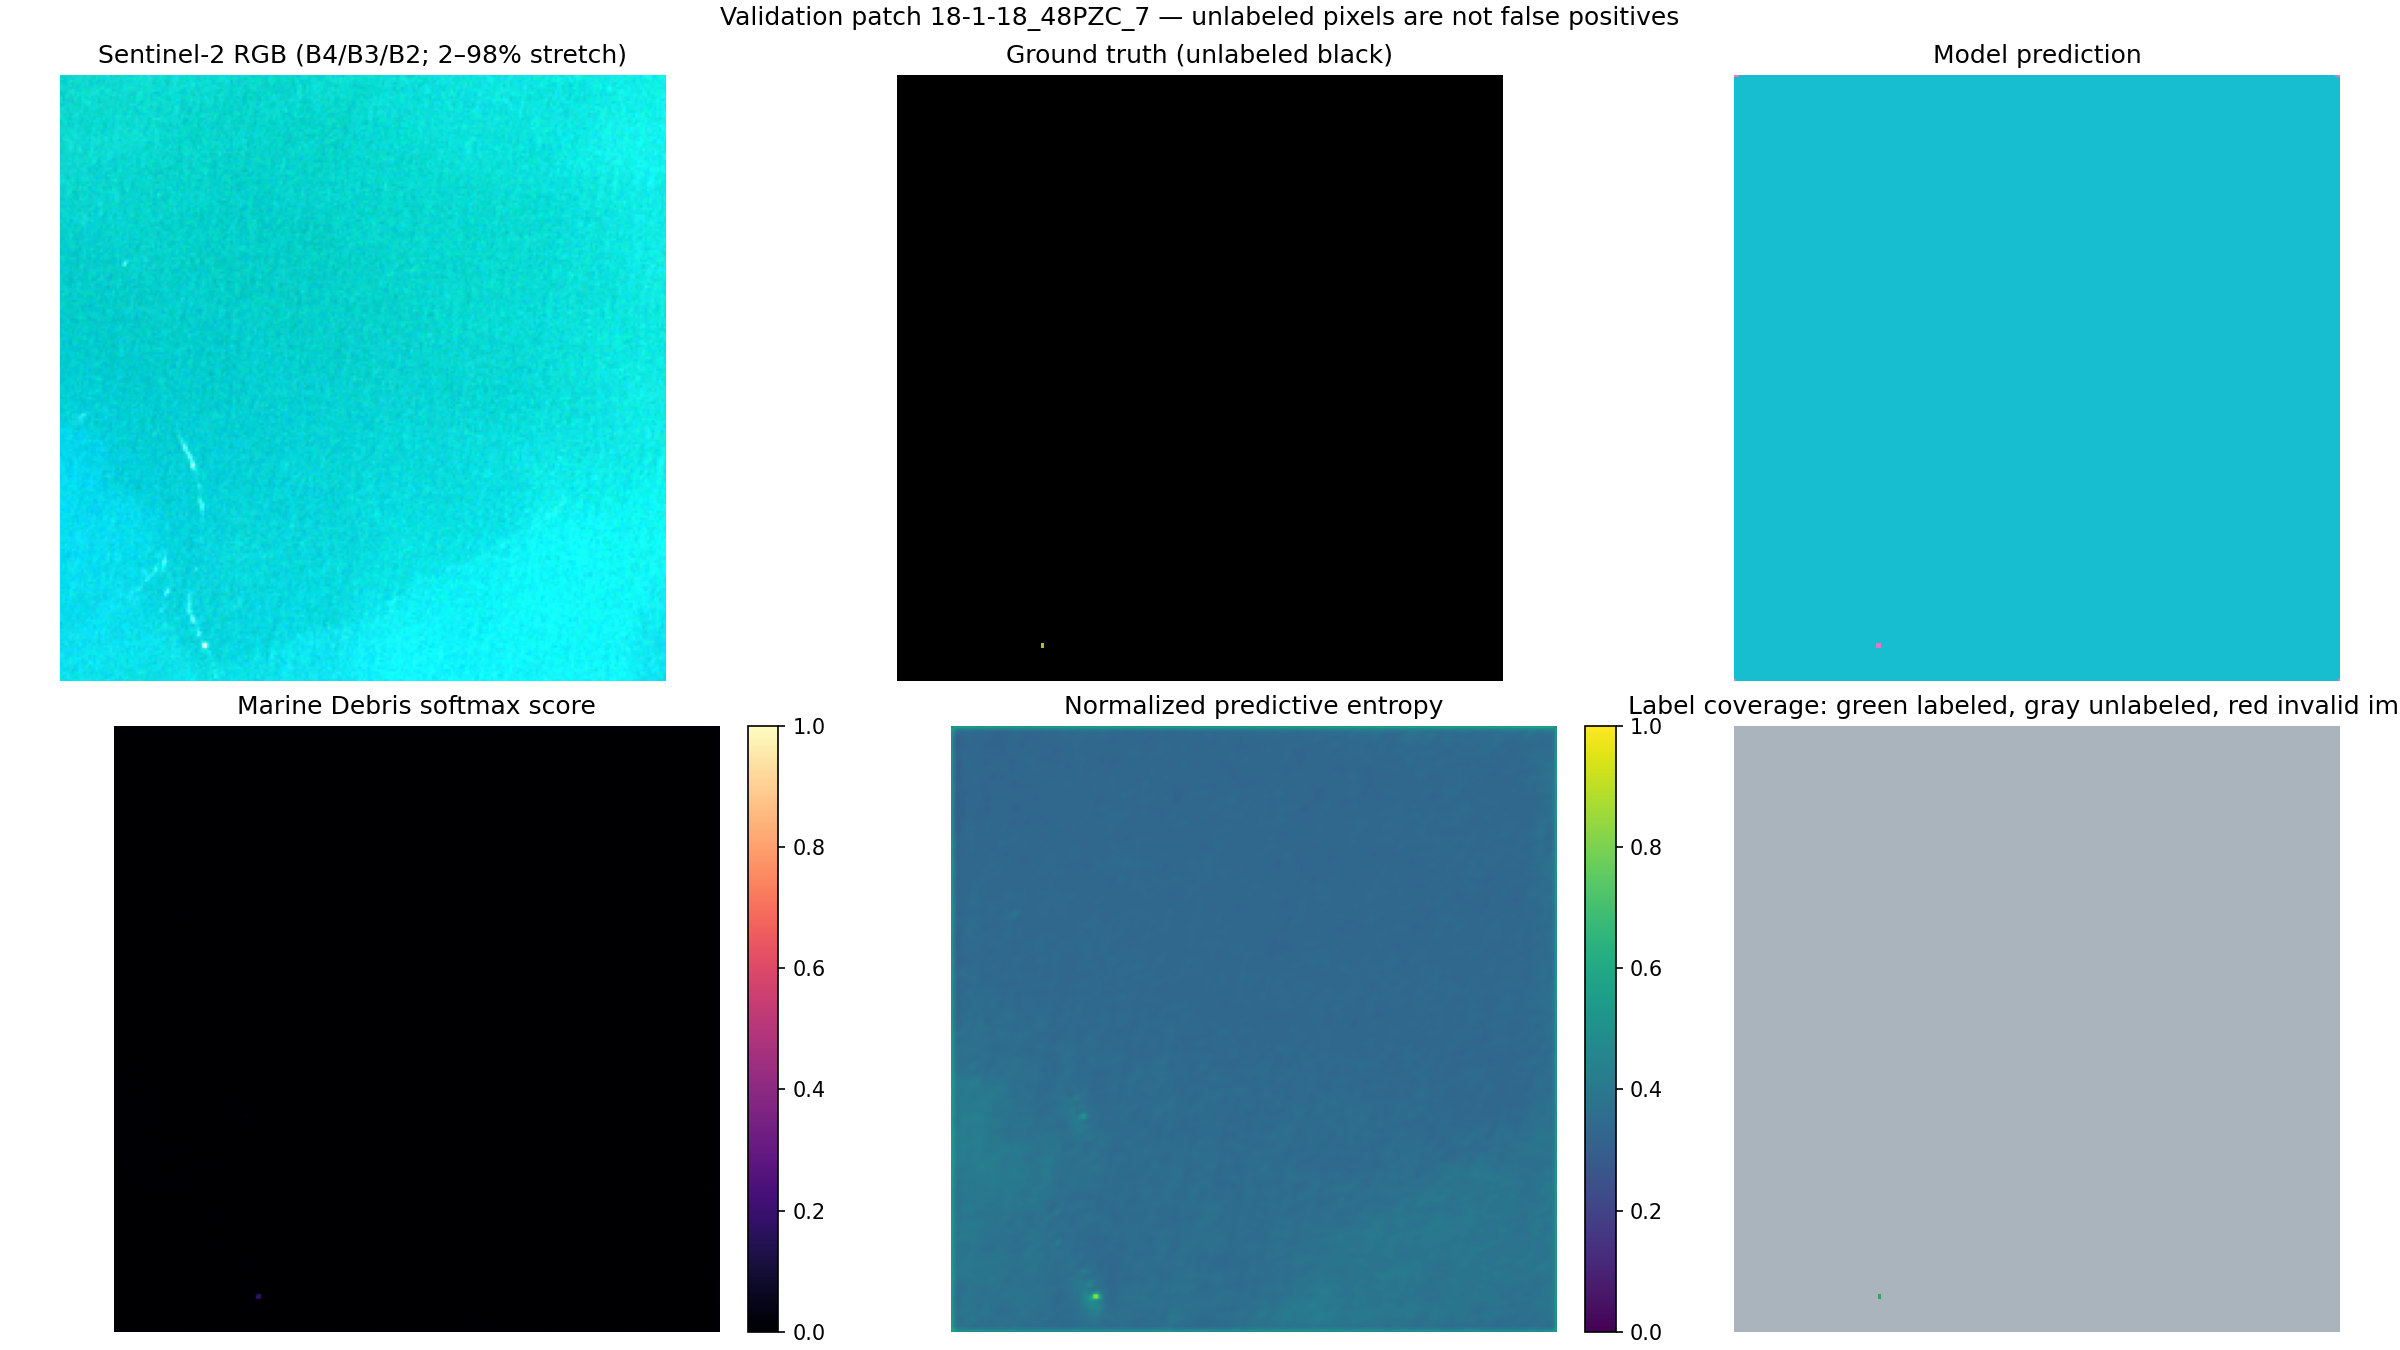 Validation patch 18-1-18_48PZC_7 — unlabeled pixels are not false positives
Sentinel-2 RGB (B4/B3/B2; 2–98% stretch)
Ground truth (unlabeled black)
Model prediction
Marine Debris softmax score
1.0
0.8
0.6
0.4
0.2
0.0
Normalized predictive entropy
1.0
0.8
0.6
0.4
0.2
0.0
Label coverage: green labeled, gray unlabeled, red invalid im